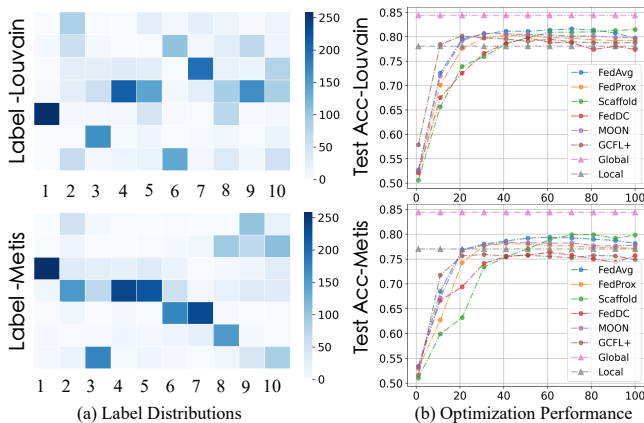 Label -Louvain
250
200
150
100
50
0
1 2 3 4 5 6 7 8 9 10
Test Acc-Louvain
0.85
0.80
0.75
0.70
0.65
0.60
0.55
0.50
0 20 40 60 80 100
FedAvg
FedProx
Scaffold
FedDC
MOON
GCFL+
Global
Local
Label -Metis
250
200
150
100
50
0
1 2 3 4 5 6 7 8 9 10
Test Acc-Metis
0.85
0.80
0.75
0.70
0.65
0.60
0.55
0.50
0 20 40 60 80 100
FedAvg
FedProx
Scaffold
FedDC
MOON
GCFL+
Global
Local
(a) Label Distributions
(b) Optimization Performance